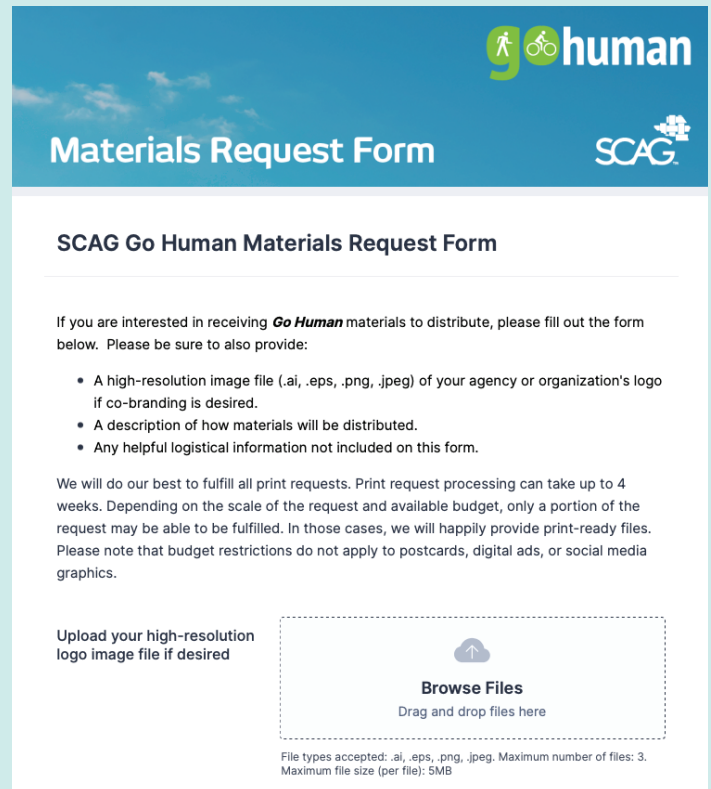 gohuman
Materials Request Form
SCAG
SCAG Go Human Materials Request Form
If you are interested in receiving Go Human materials to distribute, please fill out the form
below.  Please be sure to also provide:
• A high-resolution image file (.ai, .eps, .png, .jpeg) of your agency or organization's logo
if co-branding is desired.
• A description of how materials will be distributed.
• Any helpful logistical information not included on this form.
We will do our best to fulfill all print requests. Print request processing can take up to 4
weeks. Depending on the scale of the request and available budget, only a portion of the
request may be able to be fulfilled. In those cases, we will happily provide print-ready files.
Please note that budget restrictions do not apply to postcards, digital ads, or social media
graphics.
Upload your high-resolution
logo image file if desired
Browse Files
Drag and drop files here
File types accepted: .ai, .eps, .png, .jpeg. Maximum number of files: 3.
Maximum file size (per file): 5MB